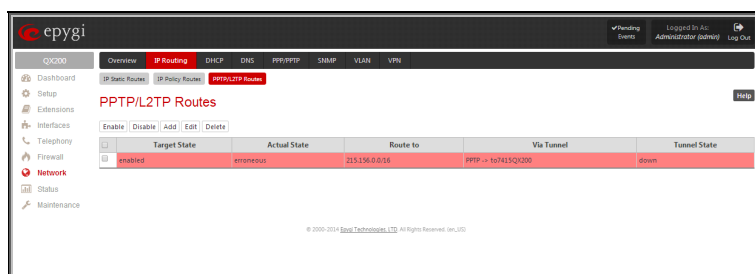 epygi
✔Pending Events
Logged In As:
Administrator (admin)
Log Out
QX200
Overview IP Routing DHCP DNS PPP/PPTP SNMP VLAN VPN
Dashboard
Setup
Extensions
Interfaces
Telephony
Firewall
Network
Status
Maintenance
IP Static Routes IP Policy Routes PPTP/L2TP Routes
PPTP/L2TP Routes
Help
Enable Disable Add Edit Delete
Target State Actual State Route to Via Tunnel Tunnel State
enabled erroneous 215.156.0.0/16 PPTP -> to7415QX200 down
© 2000-2014 Epygi Technologies, LTD. All Rights Reserved. (en_US)